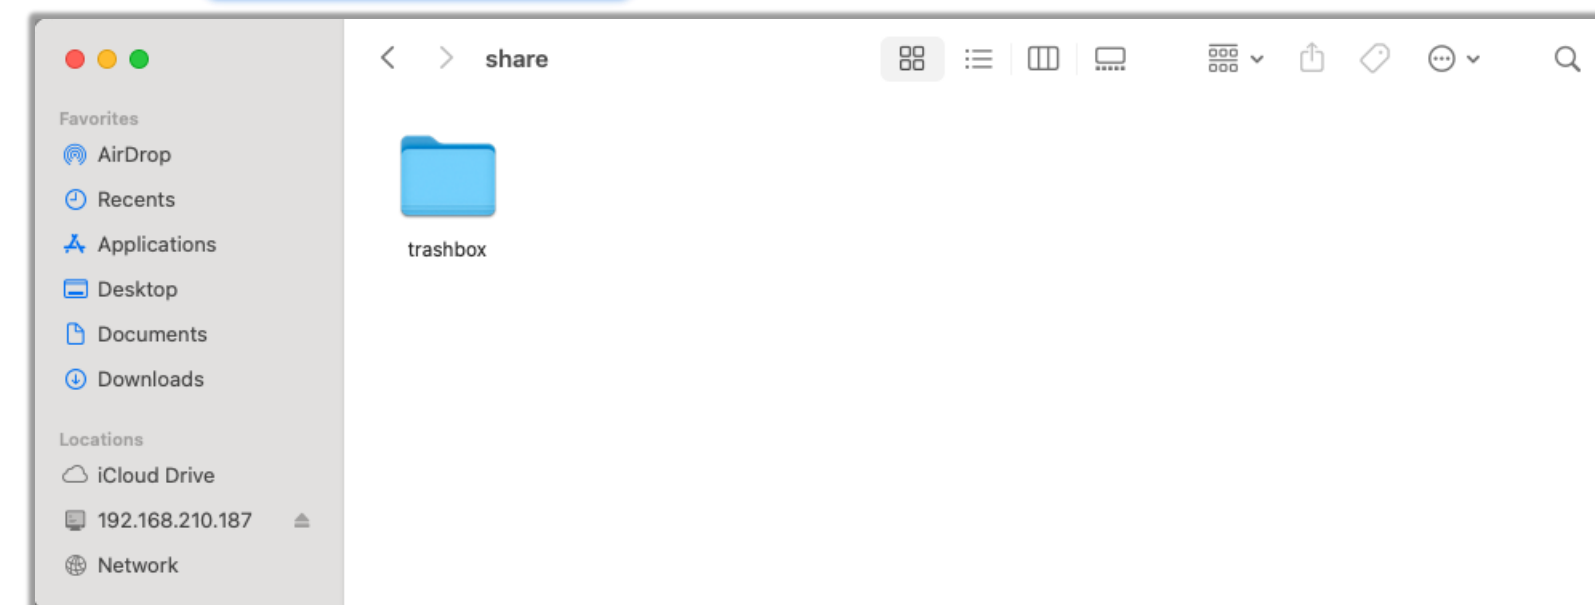 share
Favorites
AirDrop
Recents
Applications
Desktop
Documents
Downloads
Locations
iCloud Drive
192.168.210.187
Network
trashbox